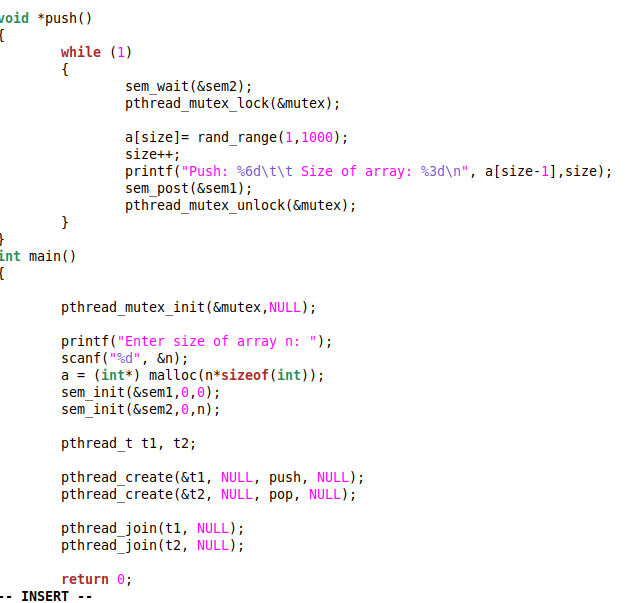 void *push()
{
        while (1)
        {
                sem_wait(&sem2);
                pthread_mutex_lock(&mutex);

                a[size]= rand_range(1,1000);
                size++;
                printf("Push: %6d\t\t Size of array: %3d\n", a[size-1],size);
                sem_post(&sem1);
                pthread_mutex_unlock(&mutex);
        }
}
int main()
{

        pthread_mutex_init(&mutex,NULL);

        printf("Enter size of array n: ");
        scanf("%d", &n);
        a = (int*) malloc(n*sizeof(int));
        sem_init(&sem1,0,0);
        sem_init(&sem2,0,n);

        pthread_t t1, t2;

        pthread_create(&t1, NULL, push, NULL);
        pthread_create(&t2, NULL, pop, NULL);

        pthread_join(t1, NULL);
        pthread_join(t2, NULL);

        return 0;
-- INSERT --